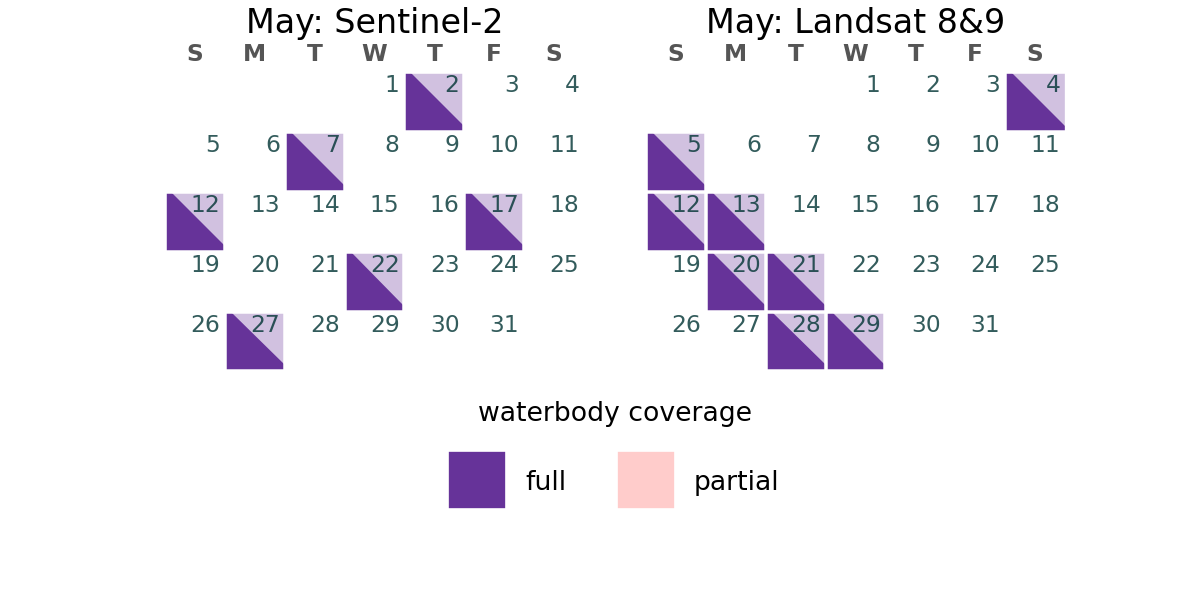 May: Sentinel-2
S M T W T F S
1 2 3 4
5 6 7 8 9 10 11
12 13 14 15 16 17 18
19 20 21 22 23 24 25
26 27 28 29 30 31
May: Landsat 8&9
S M T W T F S
1 2 3 4
5 6 7 8 9 10 11
12 13 14 15 16 17 18
19 20 21 22 23 24 25
26 27 28 29 30 31
waterbody coverage
full partial